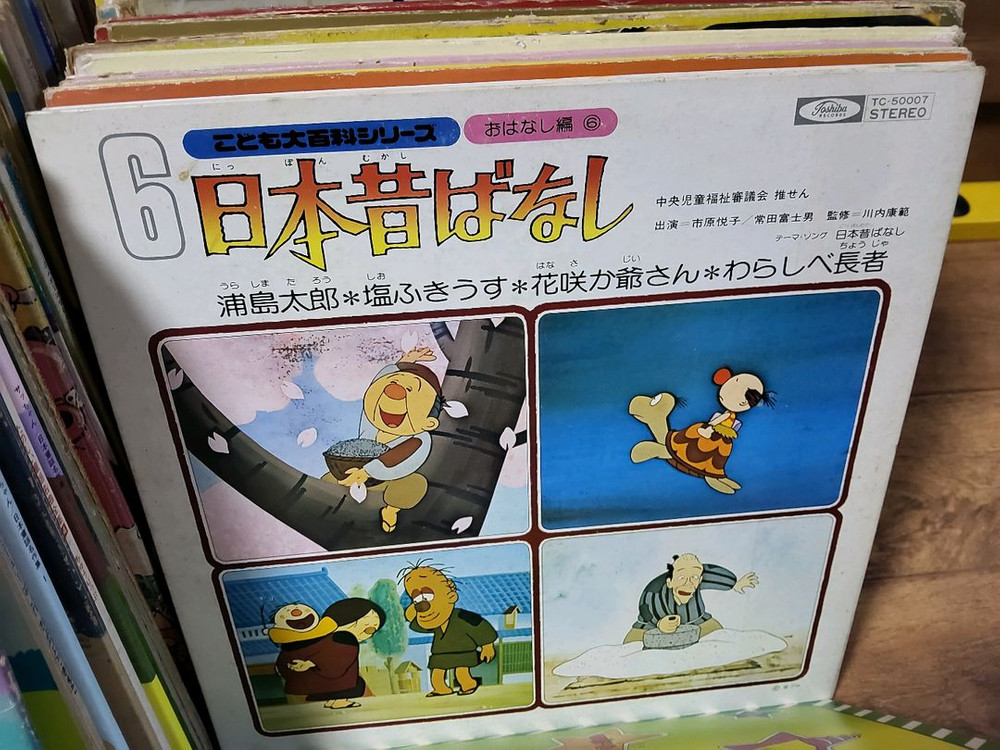 6
こども大百科シリーズ
おはなし編 ⑥
Toshiba
RECORDS
TC-50007
STEREO
にっ ぽん むかし
日本昔ばなし
中央児童福祉審議会 推せん
出演=市原悦子/常田富士男 監修=川内康範
テーマ・ソング 日本昔ばなし
うら しま た ろう しお はな さ じい ちょう じゃ
浦島太郎*塩ふきうす*花咲か爺さん*わらしべ長者